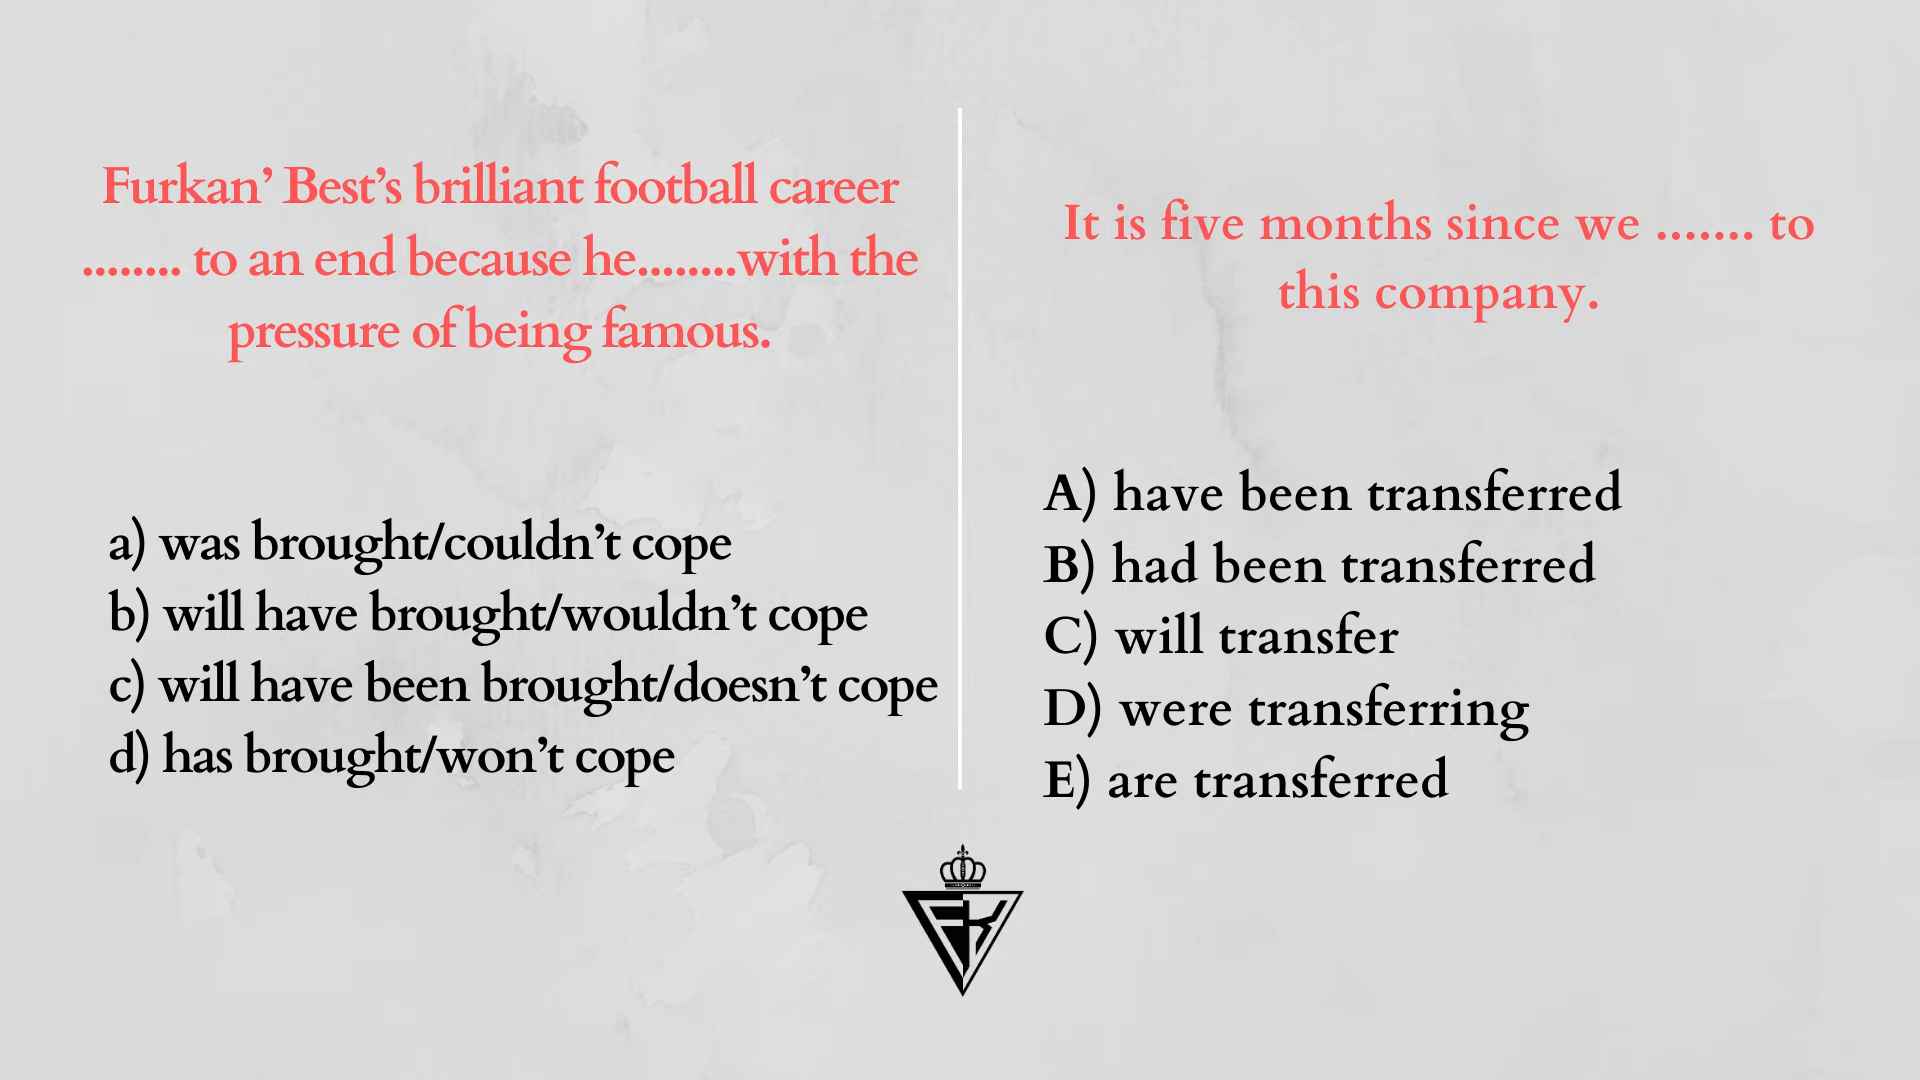 Furkan’ Best’s brilliant football career
........ to an end because he........with the
pressure of being famous.
a) was brought/couldn’t cope
b) will have brought/wouldn’t cope
c) will have been brought/doesn’t cope
d) has brought/won’t cope
It is five months since we ....... to
this company.
A) have been transferred
B) had been transferred
C) will transfer
D) were transferring
E) are transferred
FK